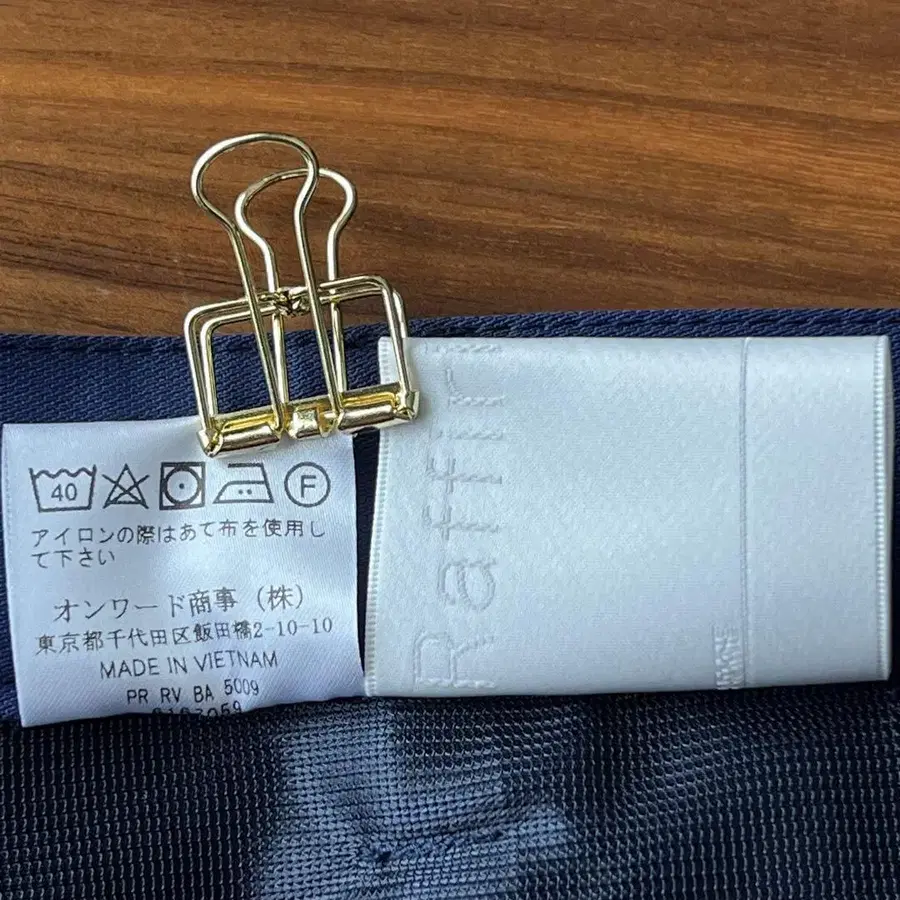 40
F
アイロンの際はあて布を使用し
て下さい
オンワード商事（株）
東京都千代田区飯田橋2-10-10
MADE IN VIETNAM
PR RV BA 5009